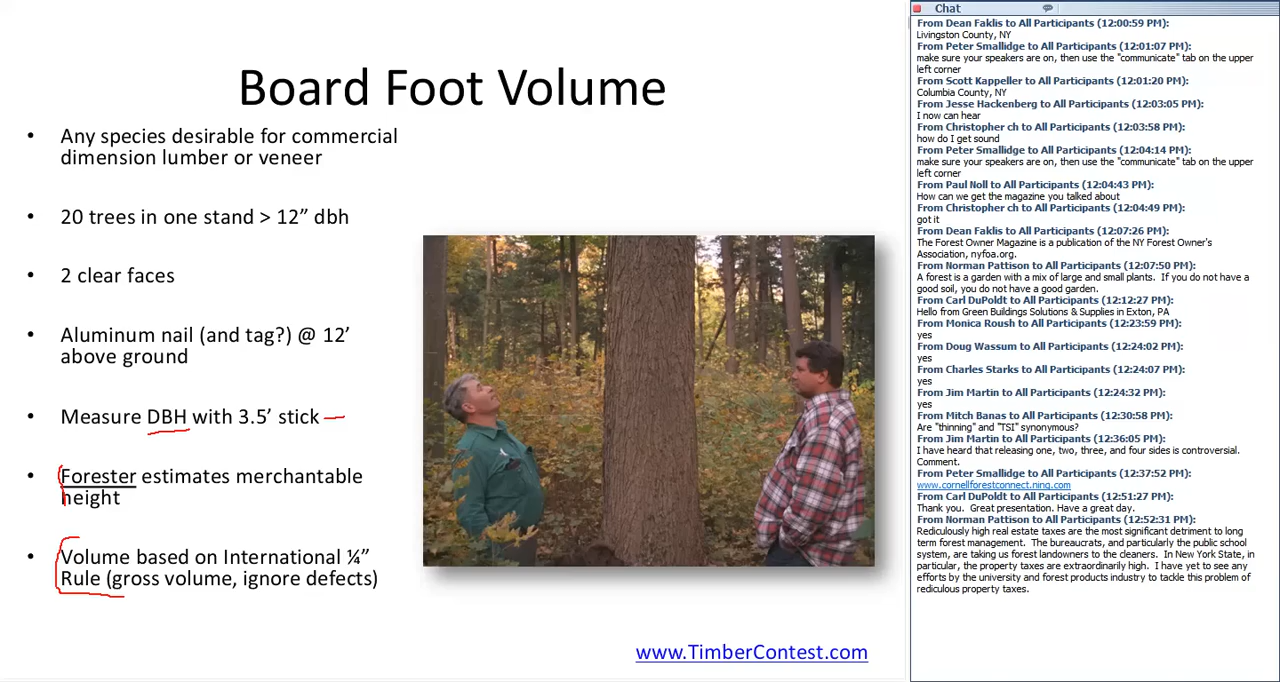 Board Foot Volume
• Any species desirable for commercial
dimension lumber or veneer
• 20 trees in one stand > 12” dbh
• 2 clear faces
• Aluminum nail (and tag?) @ 12’
above ground
• Measure DBH with 3.5’ stick
• Forester estimates merchantable
height
• Volume based on International ¼”
Rule (gross volume, ignore defects)
www.TimberContest.com
Chat
From Dean Faklis to All Participants (12:00:59 PM):
Livingston County, NY
From Peter Smallidge to All Participants (12:01:07 PM):
make sure your speakers are on, then use the "communicate" tab on the upper
left corner
From Scott Kappeller to All Participants (12:01:20 PM):
Columbia County, NY
From Jesse Hackenberg to All Participants (12:03:05 PM):
I now can hear
From Christopher ch to All Participants (12:03:58 PM):
how do I get sound
From Peter Smallidge to All Participants (12:04:14 PM):
make sure your speakers are on, then use the "communicate" tab on the upper
left corner
From Paul Noll to All Participants (12:04:43 PM):
How can we get the magazine you talked about
From Christopher ch to All Participants (12:04:49 PM):
got it
From Dean Faklis to All Participants (12:07:26 PM):
The Forest Owner Magazine is a publication of the NY Forest Owner's
Association, nyfoa.org.
From Norman Pattison to All Participants (12:07:50 PM):
A forest is a garden with a mix of large and small plants.  If you do not have a
good soil, you do not have a good garden.
From Carl DuPoldt to All Participants (12:12:27 PM):
Hello from Green Buildings Solutions & Supplies in Exton, PA
From Monica Roush to All Participants (12:23:59 PM):
yes
From Doug Wassum to All Participants (12:24:02 PM):
yes
From Charles Starks to All Participants (12:24:07 PM):
yes
From Jim Martin to All Participants (12:24:32 PM):
yes
From Mitch Banas to All Participants (12:30:58 PM):
Are "thinning" and "TSI" synonymous?
From Jim Martin to All Participants (12:36:05 PM):
I have heard that releasing one, two, three, and four sides is controversial.
Comment.
From Peter Smallidge to All Participants (12:37:52 PM):
www.cornellforestconnect.ning.com
From Carl DuPoldt to All Participants (12:51:27 PM):
Thank you.  Great presentation. Have a great day.
From Norman Pattison to All Participants (12:52:31 PM):
Rediculously high real estate taxes are the most significant detriment to long
term forest management.  The bureaucrats, and particularly the public school
system, are taking us forest landowners to the cleaners.  In New York State, in
particular, the property taxes are extraordinarily high.  I have yet to see any
efforts by the university and forest products industry to tackle this problem of
rediculous property taxes.